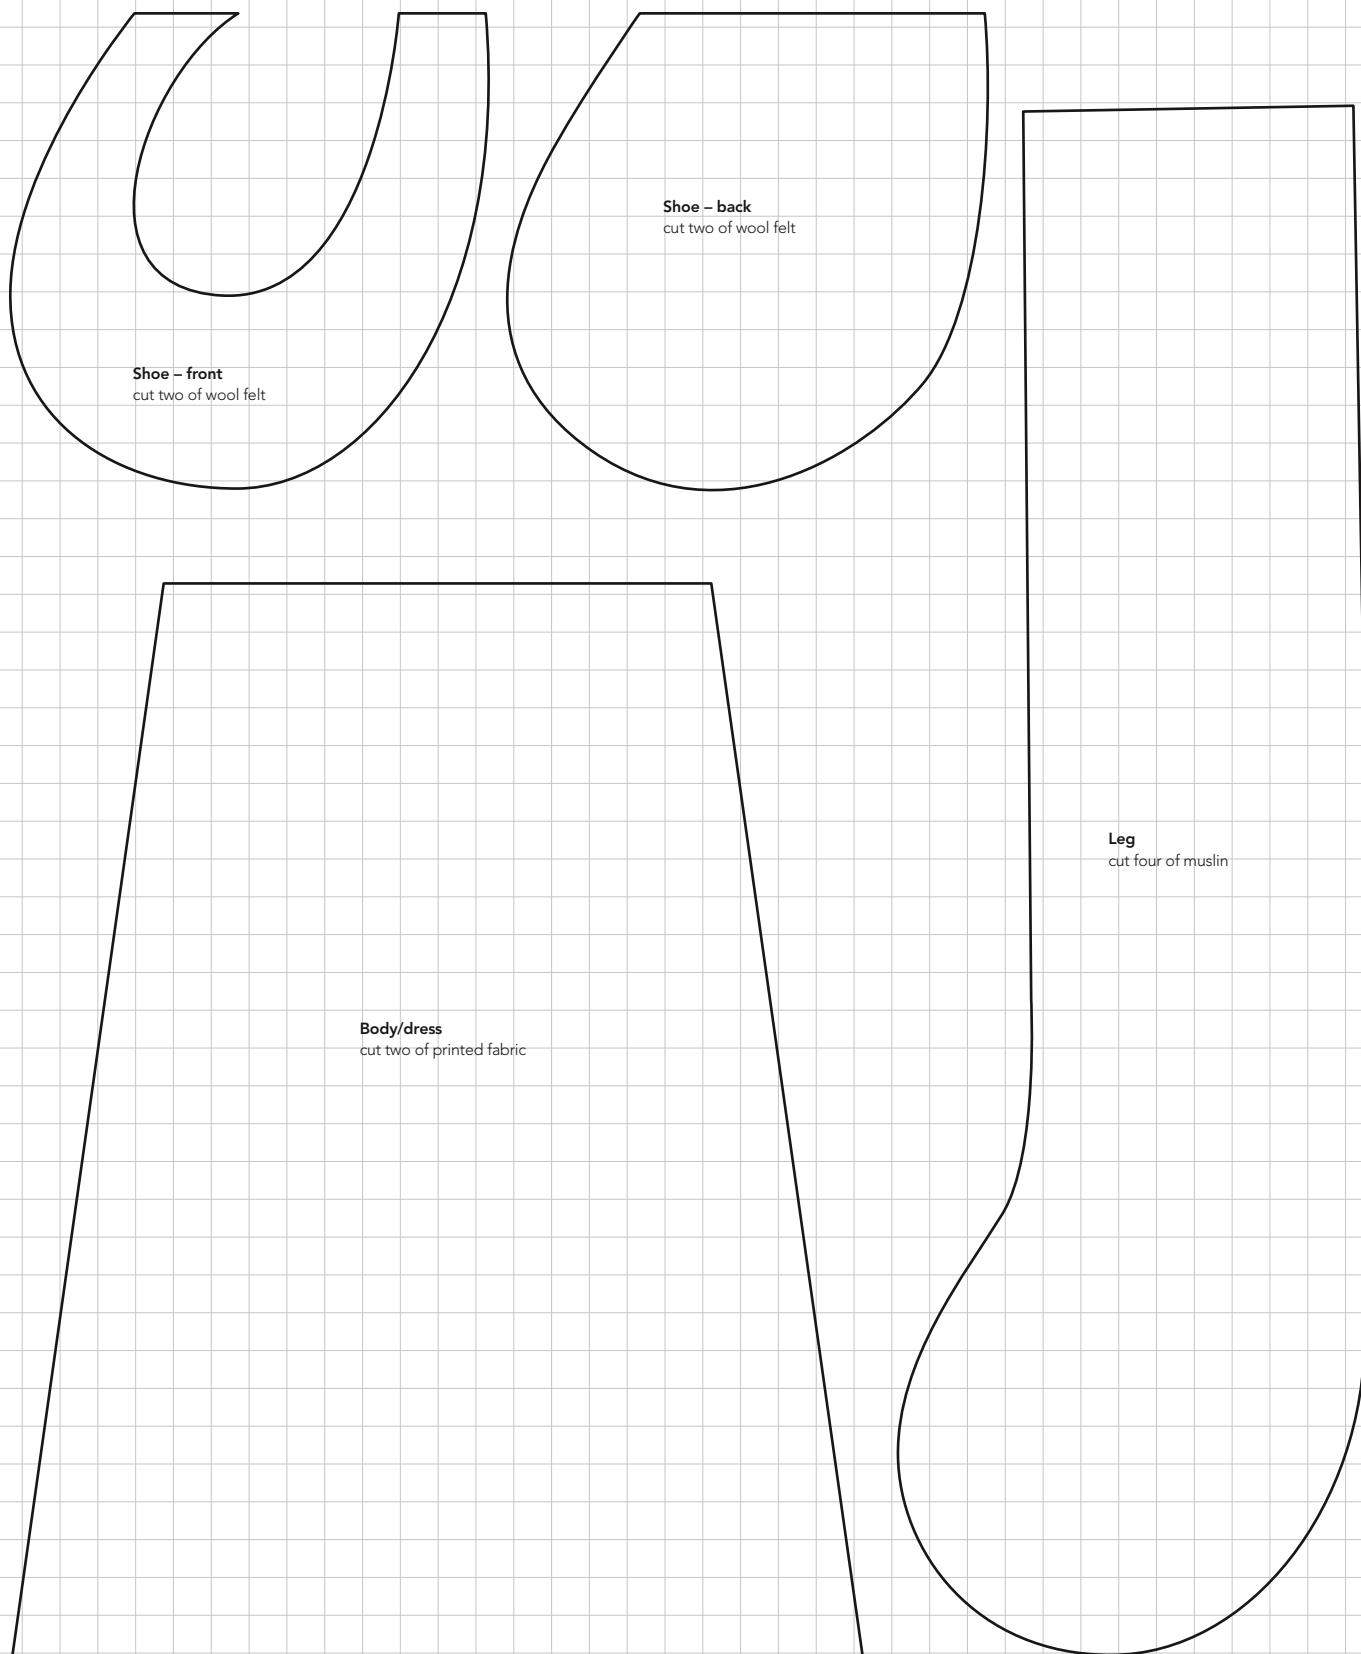 Shoe – front
cut two of wool felt
Shoe – back
cut two of wool felt
Leg
cut four of muslin
Body/dress
cut two of printed fabric